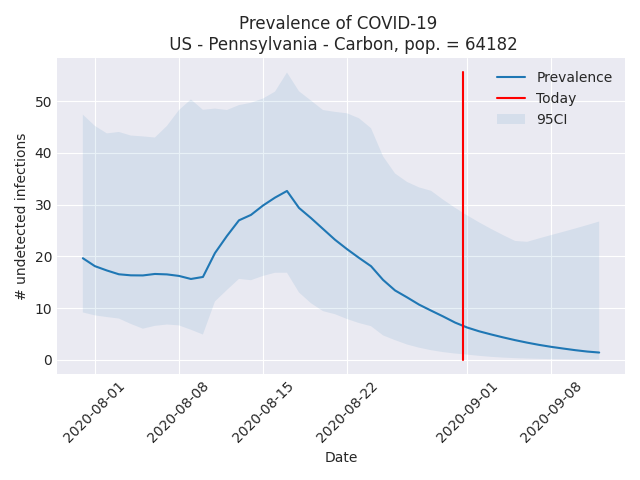 Prevalence of COVID-19
US - Pennsylvania - Carbon, pop. = 64182
Prevalence
Today
95CI
# undetected infections
50
40
30
20
10
0
2020-08-01
2020-08-08
2020-08-15
2020-08-22
2020-09-01
2020-09-08
Date